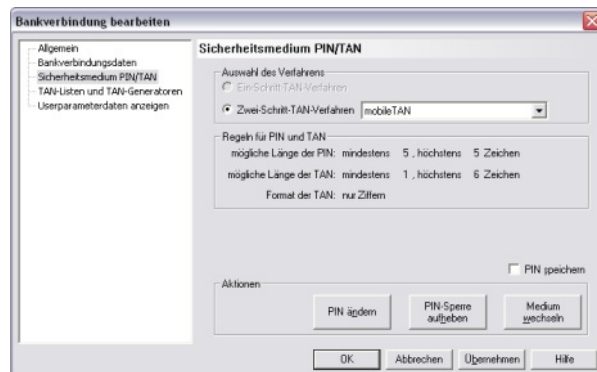 Bankverbindung bearbeiten
Allgemein
Bankverbindungsdaten
Sicherheitsmedium PIN/TAN
TAN-Listen und TAN-Generatoren
Userparameterdaten anzeigen
Sicherheitsmedium PIN/TAN
Auswahl des Verfahrens
Ein-Schritt TAN-Verfahren
Zwei-Schritt-TAN-Verfahren mobileTAN
Regeln für PIN und TAN
mögliche Länge der PIN: mindestens 5 , höchstens 5 Zeichen
mögliche Länge der TAN: mindestens 1 , höchstens 6 Zeichen
Format der TAN: nur Ziffern
PIN speichern
Aktionen
PIN ändern
PIN-Sperre aufheben
Medium wechseln
OK Abbrechen Übernehmen Hilfe